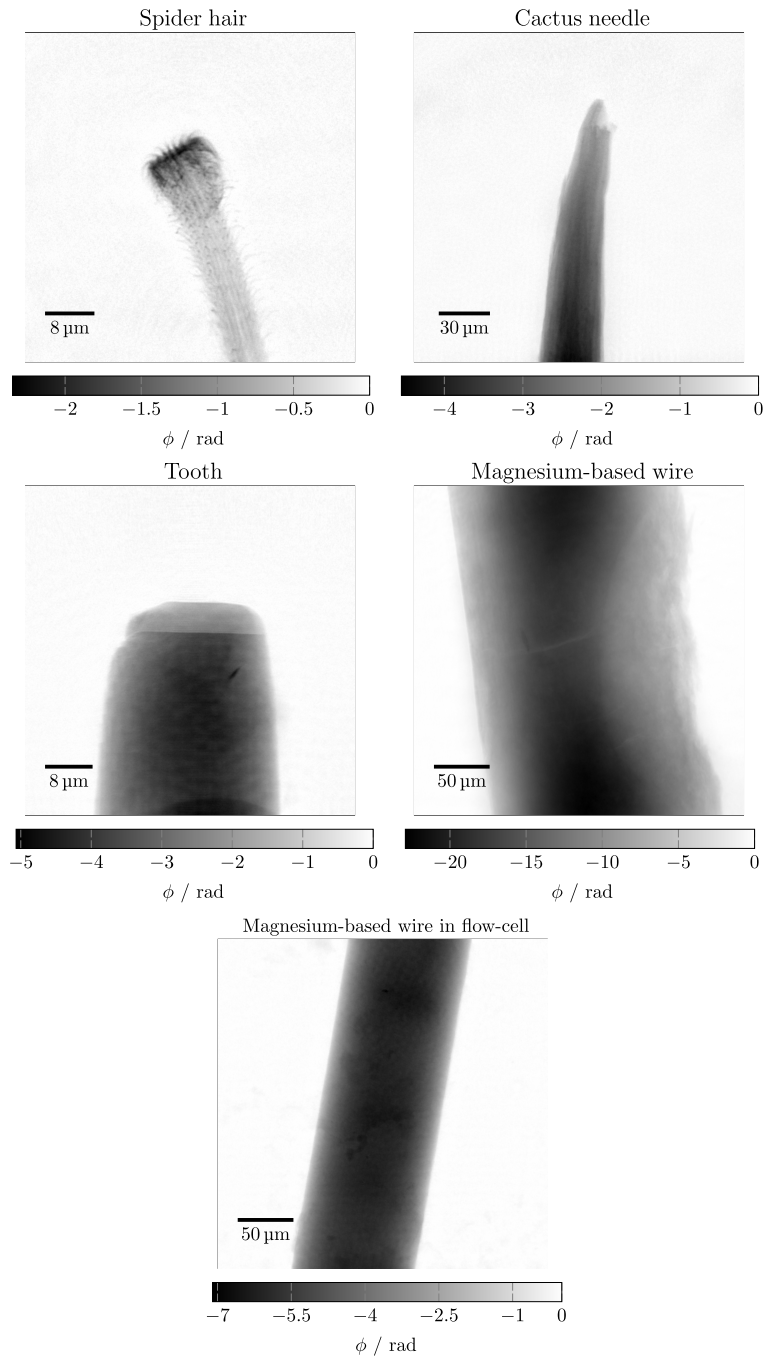 Spider hair
Cactus needle
8 µm
30 µm
−2 −1.5 −1 −0.5 0
−4 −3 −2 −1 0
ϕ / rad
ϕ / rad
Tooth
Magnesium-based wire
8 µm
50 µm
−5 −4 −3 −2 −1 0
−20 −15 −10 −5 0
ϕ / rad
ϕ / rad
Magnesium-based wire in flow-cell
50 µm
−7 −5.5 −4 −2.5 −1 0
ϕ / rad